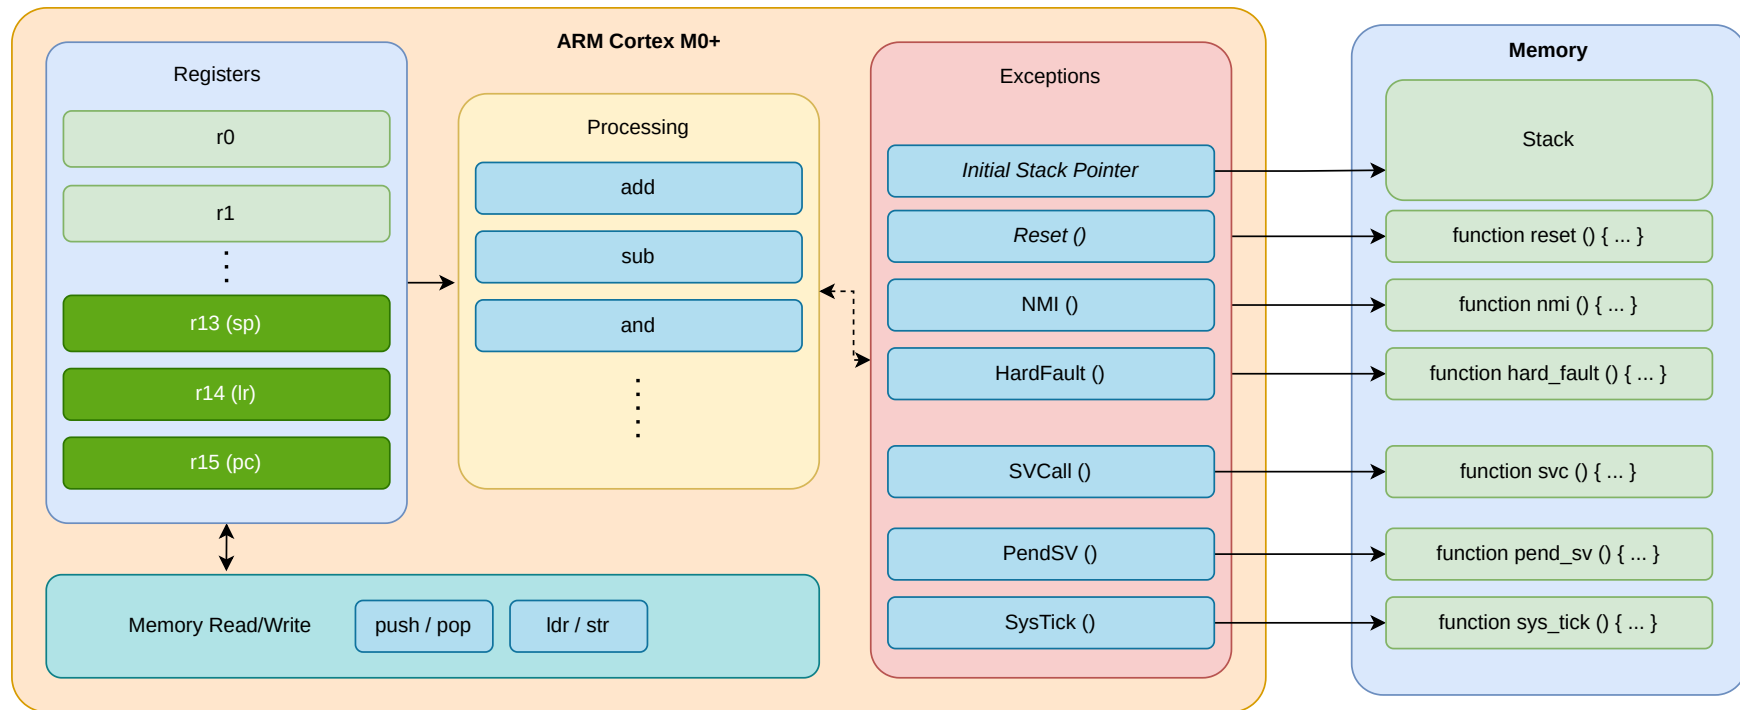 ARM Cortex M0+
Registers
r0
r1
r13 (sp)
r14 (lr)
r15 (pc)
Processing
add
sub
and
Memory Read/Write
push / pop
ldr / str
Exceptions
Initial Stack Pointer
Reset ()
NMI ()
HardFault ()
SVCall ()
PendSV ()
SysTick ()
Memory
Stack
function reset () { ... }
function nmi () { ... }
function hard_fault () { ... }
function svc () { ... }
function pend_sv () { ... }
function sys_tick () { ... }